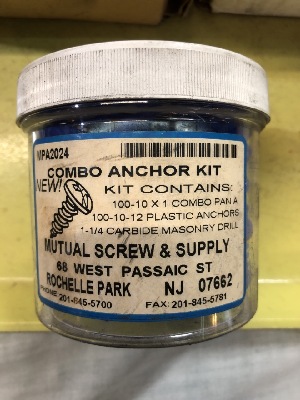 MPA2024
NEW!
COMBO ANCHOR KIT
KIT CONTAINS:
100-10 X 1 COMBO PAN A
100-10-12 PLASTIC ANCHORS
1-1/4 CARBIDE MASONRY DRILL
MUTUAL SCREW & SUPPLY
68 WEST PASSAIC ST
ROCHELLE PARK NJ 07662
PHONE 201-845-5700 FAX: 201-845-5781